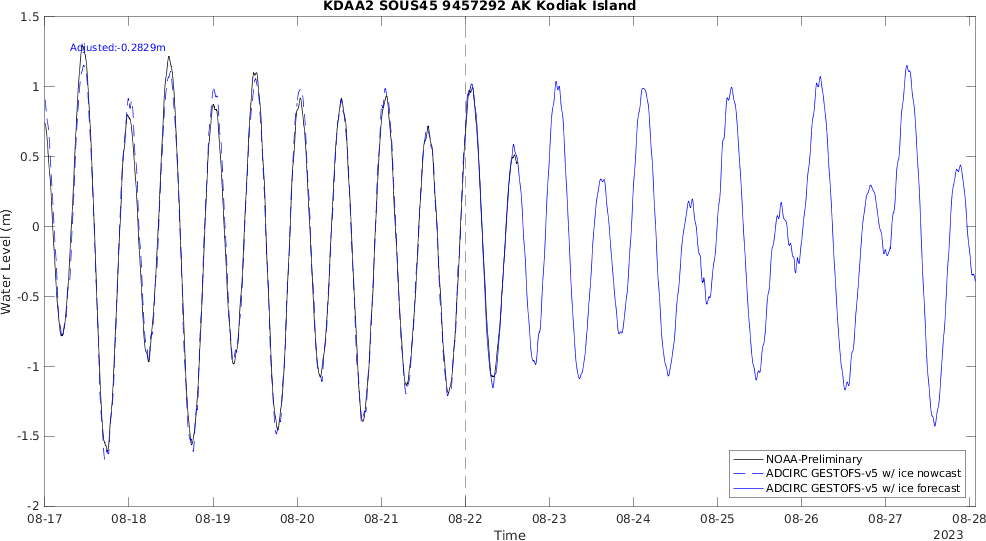 KDAA2 SOUS45 9457292 AK Kodiak Island
1.5
Adjusted:-0.2829m
1
0.5
0
-0.5
-1
-1.5
-2
Water Level (m)
NOAA-Preliminary
ADCIRC GESTOFS-v5 w/ ice nowcast
ADCIRC GESTOFS-v5 w/ ice forecast
08-17 08-18 08-19 08-20 08-21 08-22 08-23 08-24 08-25 08-26 08-27 08-28
Time
2023